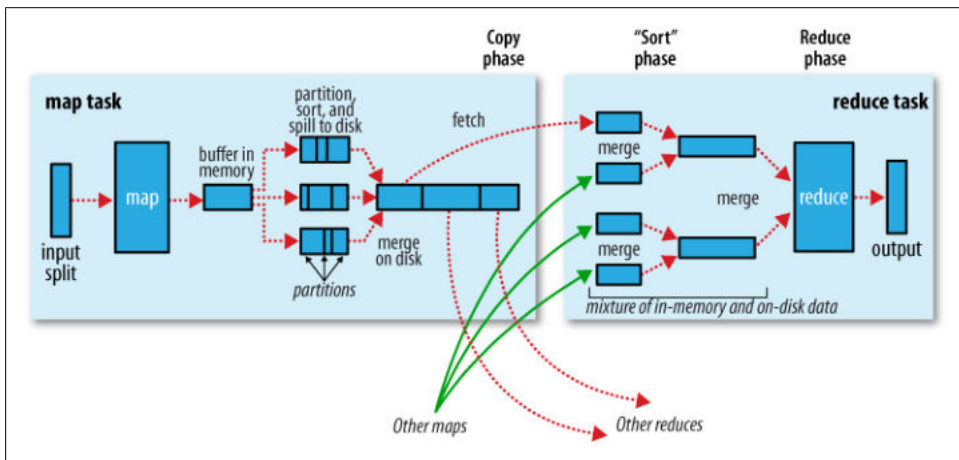 Copy
phase
"Sort"
phase
Reduce
phase
map task
partition,
sort, and
spill to disk
fetch
reduce task
buffer in
memory
map
merge
merge
reduce
input
split
merge
on disk
merge
output
partitions
mixture of in-memory and on-disk data
Other maps
Other reduces